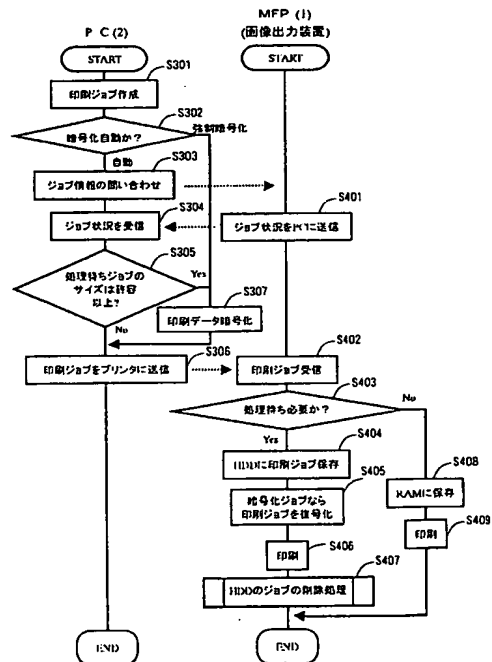 PC (2)
START
S301
印刷ジョブ作成
S302
暗号化自動か?
強制暗号化
自動
S303
ジョブ情報の問い合わせ
S304
ジョブ状況を受信
S305
処理待ちジョブの
サイズは許容
以上?
Yes
S307
印刷データ暗号化
No
S306
印刷ジョブをプリンタに送信
END
MFP (1)
(画像出力装置)
START
S401
ジョブ状況をPCに送信
S402
印刷ジョブ受信
S403
処理待ち必要か?
No
Yes
S404
HDDに印刷ジョブ保存
S405
暗号化ジョブなら
印刷ジョブを復号化
S406
印刷
S407
HDDのジョブの削除処理
S408
RAMに保存
S409
印刷
END